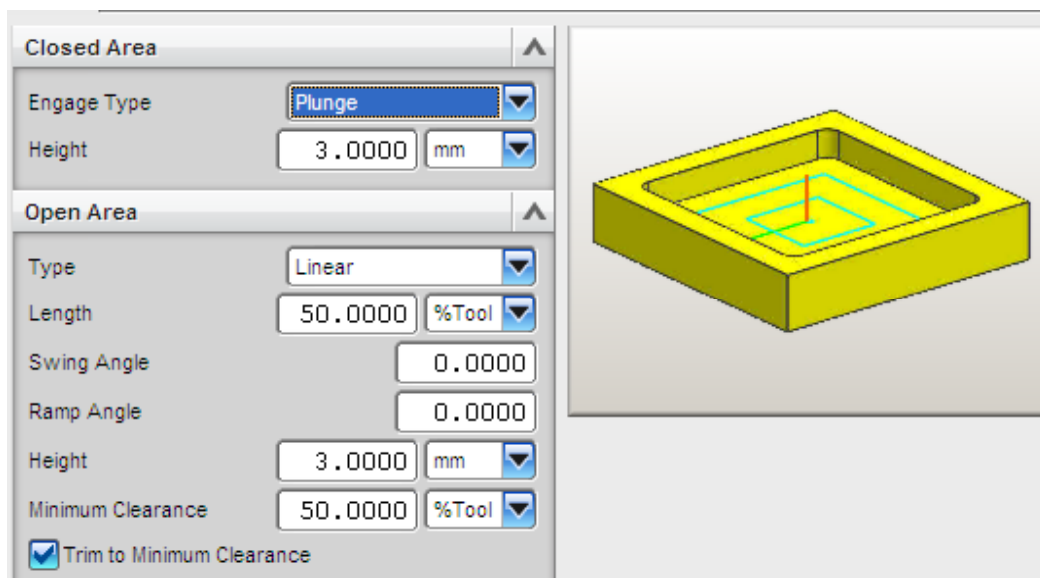 Closed Area
Engage Type Plunge
Height 3.0000 mm
Open Area
Type Linear
Length 50.0000 %Tool
Swing Angle 0.0000
Ramp Angle 0.0000
Height 3.0000 mm
Minimum Clearance 50.0000 %Tool
Trim to Minimum Clearance